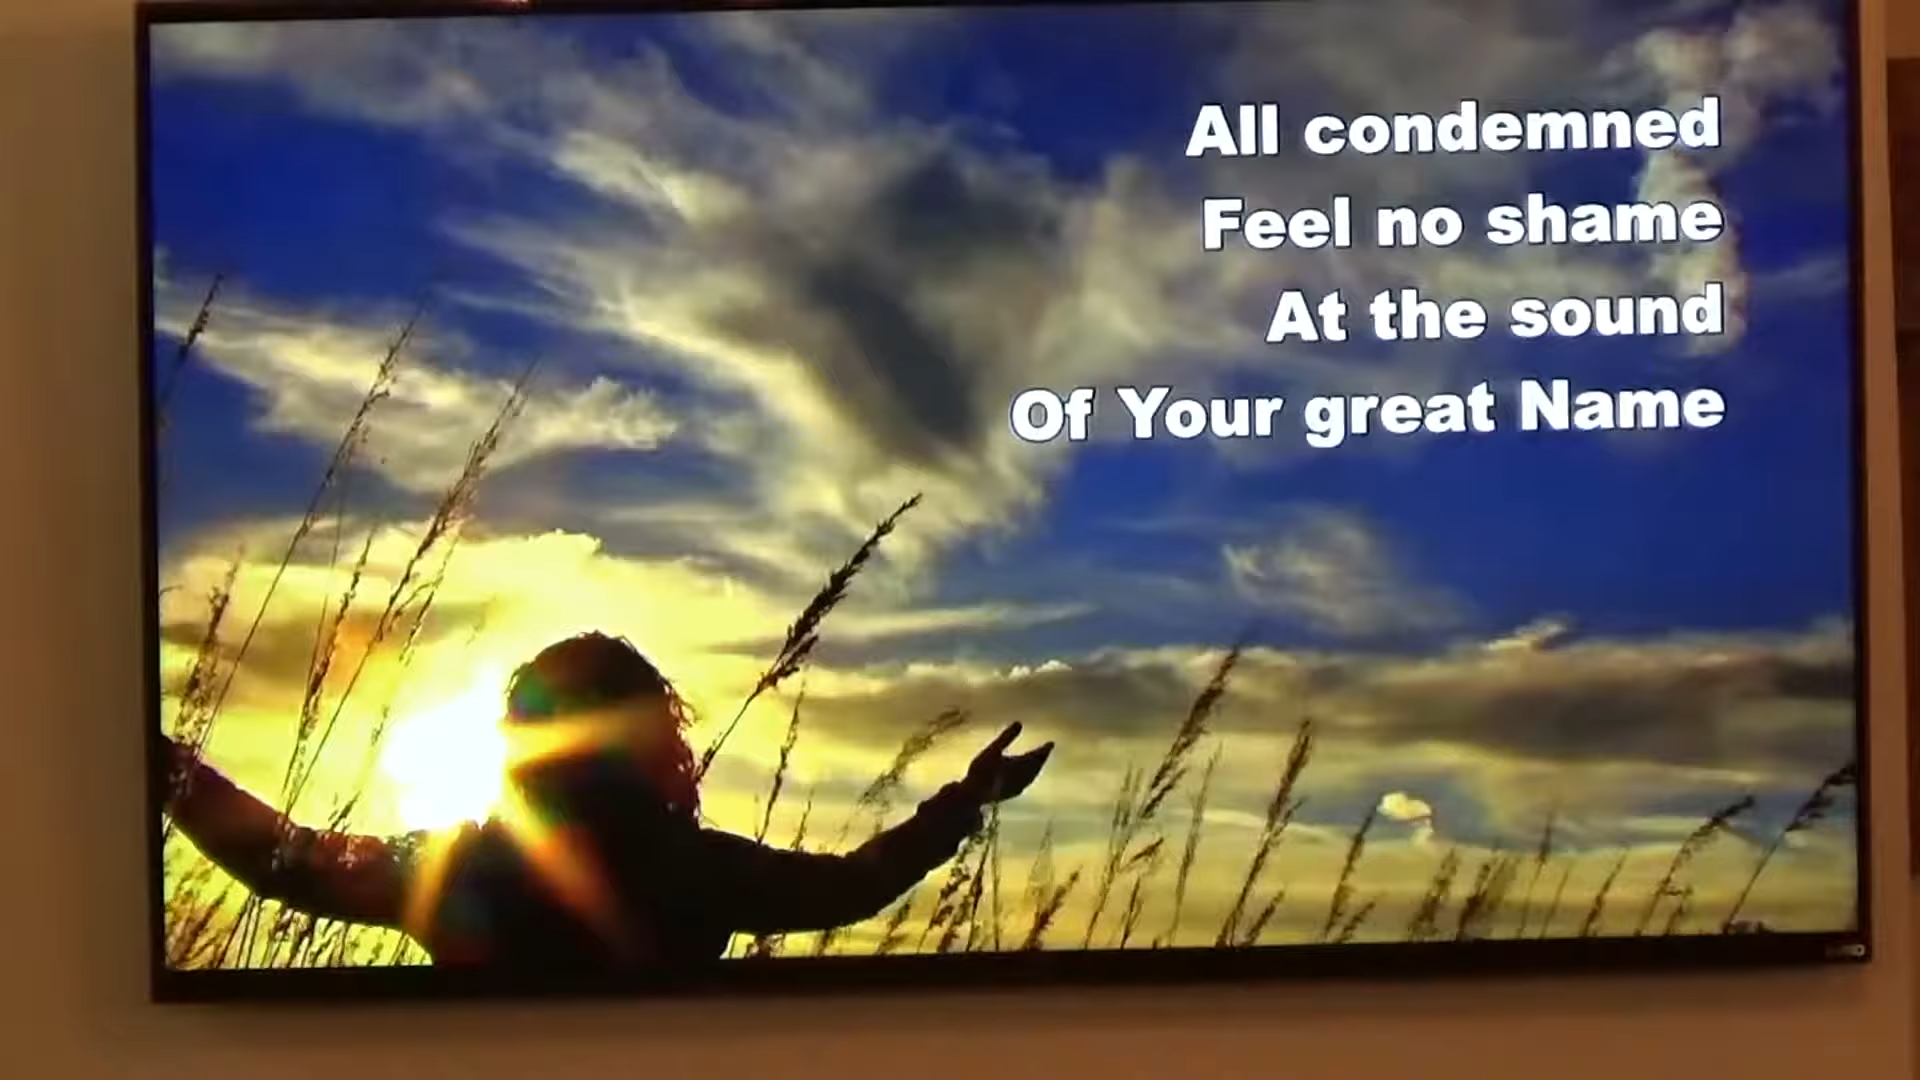 All condemned
Feel no shame
At the sound
Of Your great Name